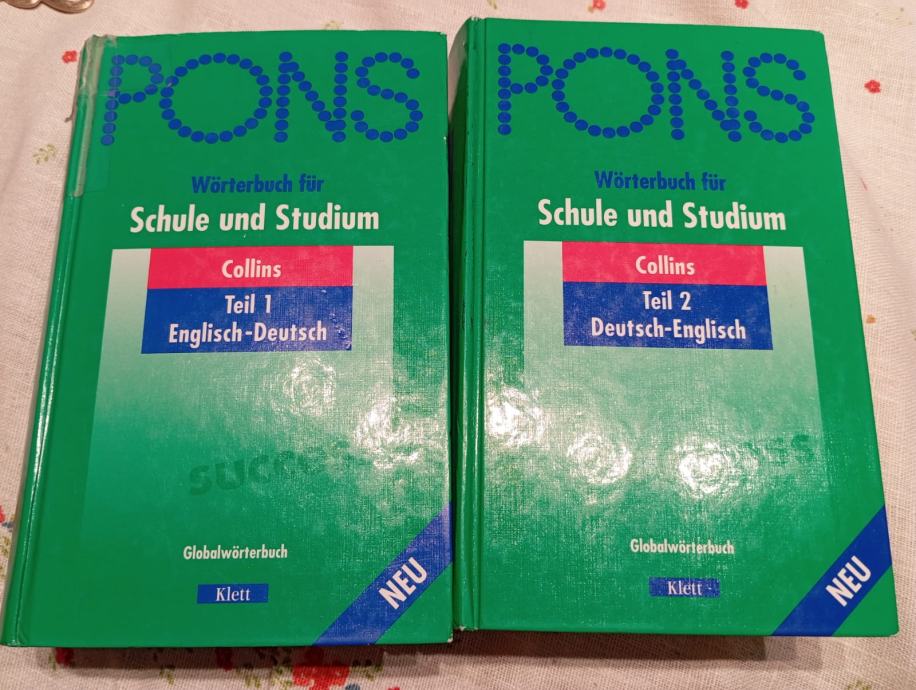 PONS
Wörterbuch für
Schule und Studium
Collins
Teil 1
Englisch-Deutsch
success
Globalwörterbuch
Klett
NEU
PONS
Wörterbuch für
Schule und Studium
Collins
Teil 2
Deutsch-Englisch
Globalwörterbuch
Klett
NEU